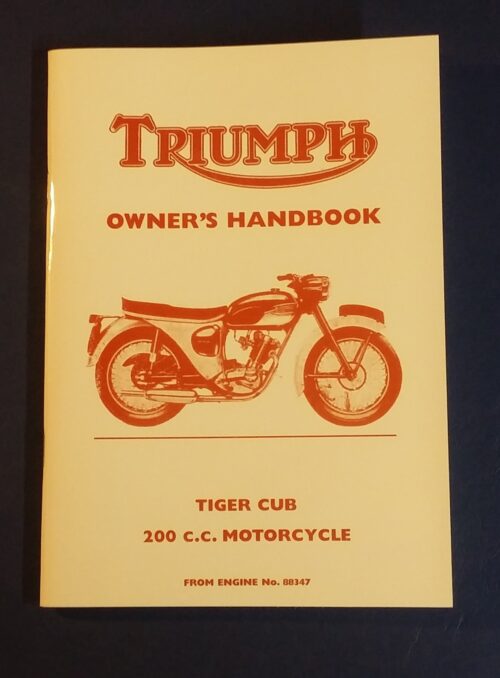 TRIUMPH
OWNER'S HANDBOOK
TIGER CUB
200 C.C. MOTORCYCLE
FROM ENGINE No. 88347